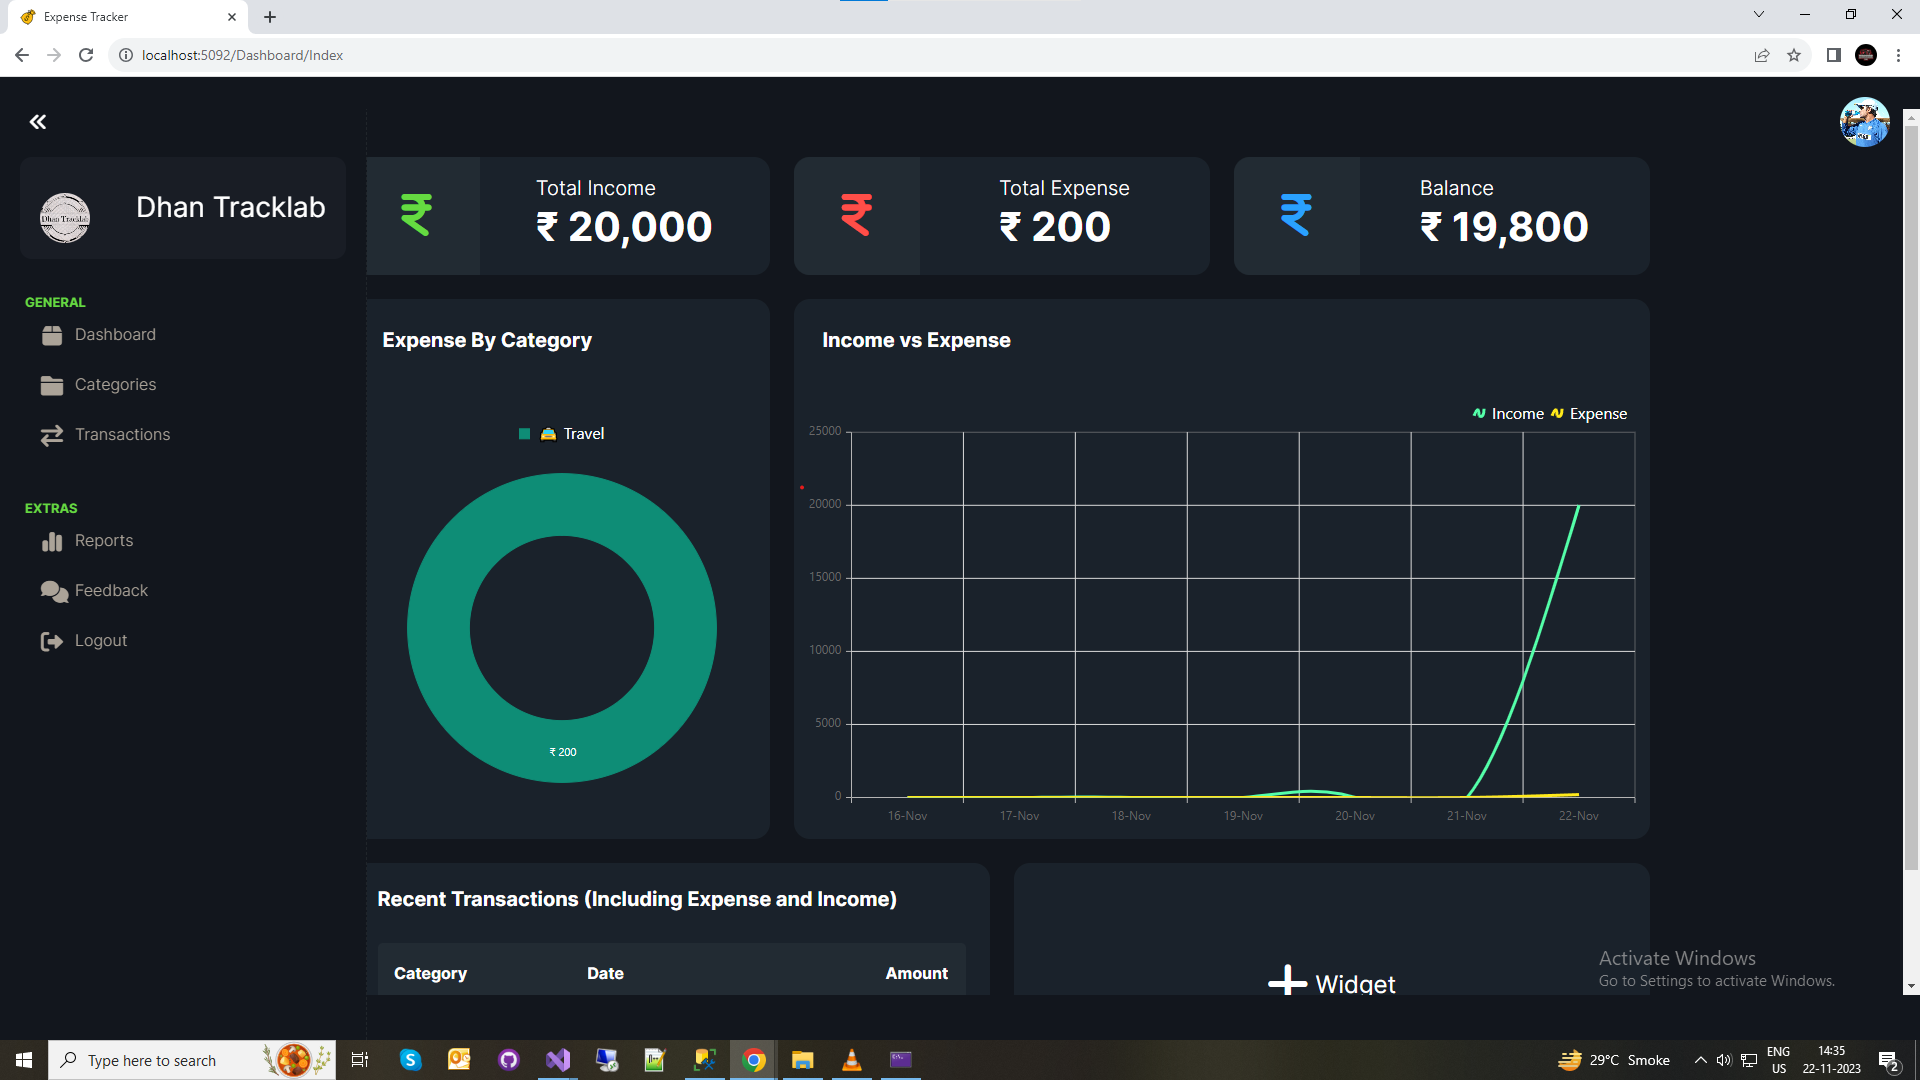 Expense Tracker
localhost:5092/Dashboard/Index
Dhan Tracklab
Dhan Tracklab
GENERAL
Dashboard
Categories
Transactions
EXTRAS
Reports
Feedback
Logout
Total Income
₹ 20,000
Total Expense
₹ 200
Balance
₹ 19,800
Expense By Category
Travel
₹ 200
Income vs Expense
Income Expense
25000
20000
15000
10000
5000
0
16-Nov 17-Nov 18-Nov 19-Nov 20-Nov 21-Nov 22-Nov
Recent Transactions (Including Expense and Income)
Category Date Amount
Widget
Activate Windows
Go to Settings to activate Windows.
Type here to search
29°C Smoke
ENG
US
14:35
22-11-2023
2